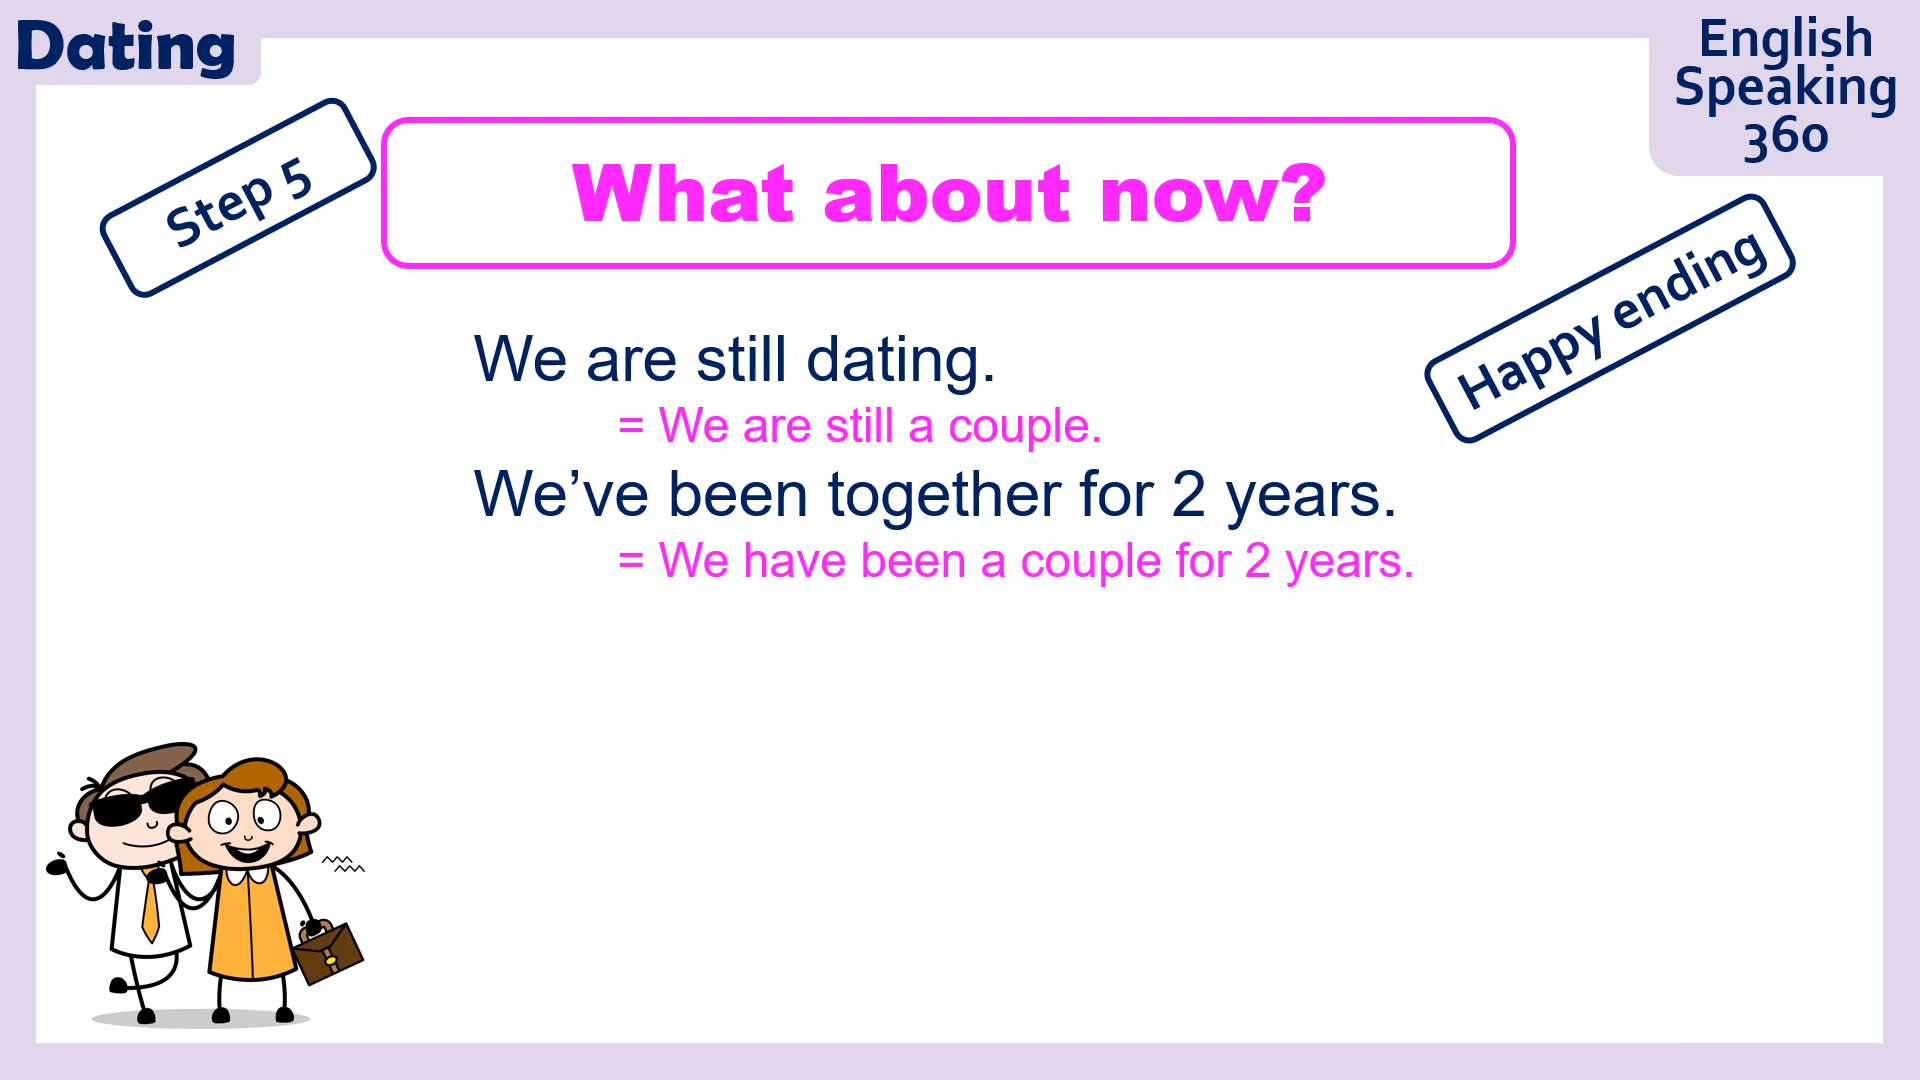 Dating
English
Speaking
360
Step 5
What about now?
Happy ending
We are still dating.
= We are still a couple.
We’ve been together for 2 years.
= We have been a couple for 2 years.